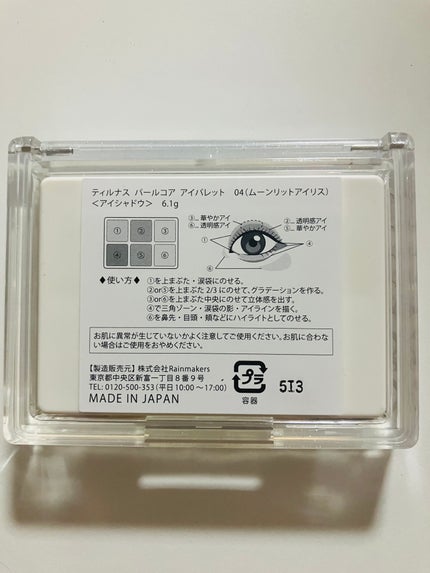 ティルナス パールコア アイパレット 04(ムーンリットアイリス)
<アイシャドウ> 6.1g
① ② ③
④ ⑤ ⑥
③... 華やかアイ
⑥... 透明感アイ
②... 透明感アイ
⑤... 華やかアイ
①
④
⑥
◆使い方◆ ①を上まぶた・涙袋にのせる。
②or⑤を上まぶた 2/3 にのせて、グラデーションを作る。
③or⑥を上まぶた中央にのせて立体感を出す。
④で三角ゾーン・涙袋の影・アイラインを描く。
⑥を鼻先・目頭・頬などにハイライトとしてのせる。
お肌に異常が生じていないかよく注意してご使用ください。お肌に合わな
い場合はご使用をおやめください。
【製造販売元】株式会社Rainmakers
東京都中央区新富一丁目8番9号
TEL: 0120-500-353 (平日 10:00 〜 17:00)
MADE IN JAPAN
プラ
容器
5I3